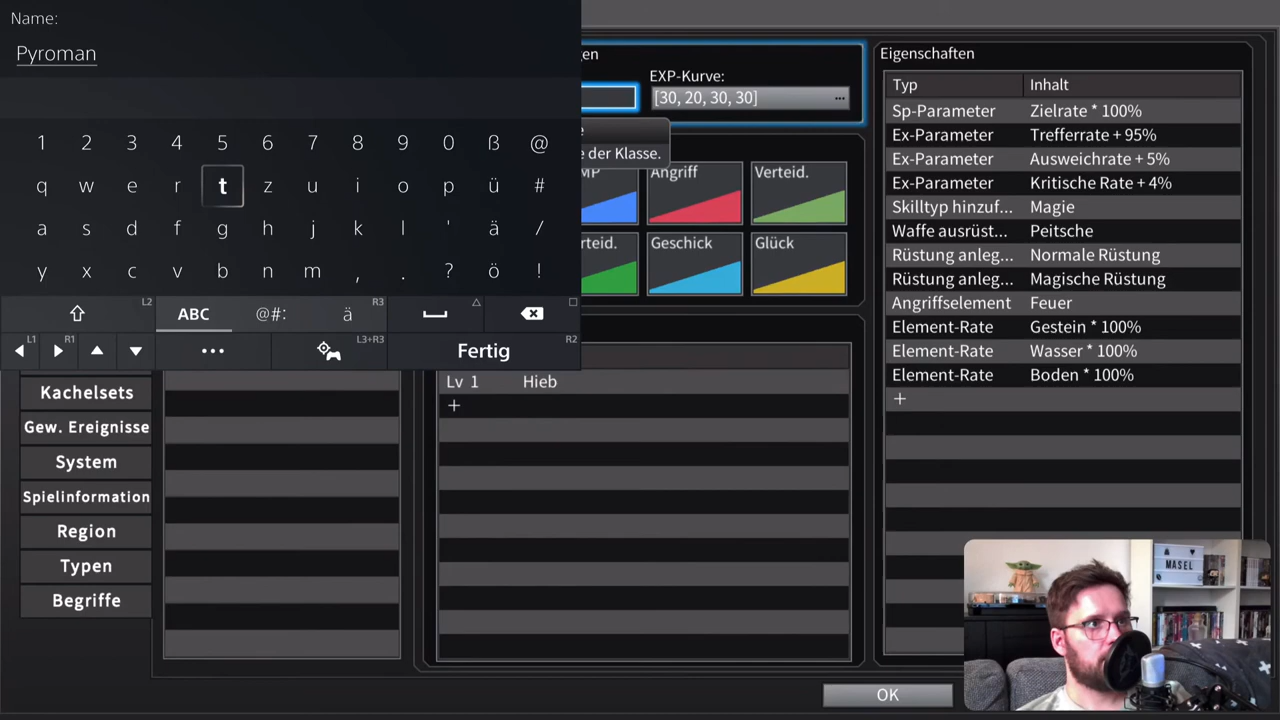 Name:
Pyroman
1 2 3 4 5 6 7 8 9 0 ß @
q w e r t z u i o p ü #
a s d f g h j k l ' ä /
y x c v b n m , . ? ö !
L2 ABC @#: ä R3
L1 R1 ... L3+R3 Fertig R2
en
EXP-Kurve:
[30, 20, 30, 30] ...
e
e der Klasse.
MP Angriff Verteid.
rteid. Geschick Glück
Lv 1 Hieb
+
Kachelsets
Gew. Ereignisse
System
Spielinformation
Region
Typen
Begriffe
Eigenschaften
Typ Inhalt
Sp-Parameter Zielrate * 100%
Ex-Parameter Trefferrate + 95%
Ex-Parameter Ausweichrate + 5%
Ex-Parameter Kritische Rate + 4%
Skilltyp hinzuf... Magie
Waffe ausrüst... Peitsche
Rüstung anleg... Normale Rüstung
Rüstung anleg... Magische Rüstung
Angriffselement Feuer
Element-Rate Gestein * 100%
Element-Rate Wasser * 100%
Element-Rate Boden * 100%
+
MASEL
OK